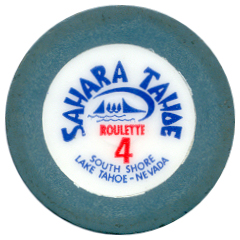 SAHARA TAHOE
ROULETTE
4
SOUTH SHORE
LAKE TAHOE-NEVADA